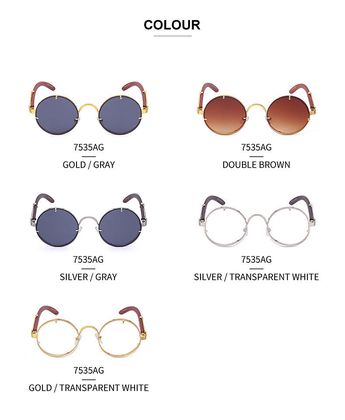 COLOUR
7535AG
GOLD / GRAY
7535AG
DOUBLE BROWN
7535AG
SILVER / GRAY
7535AG
SILVER / TRANSPARENT WHITE
7535AG
GOLD / TRANSPARENT WHITE